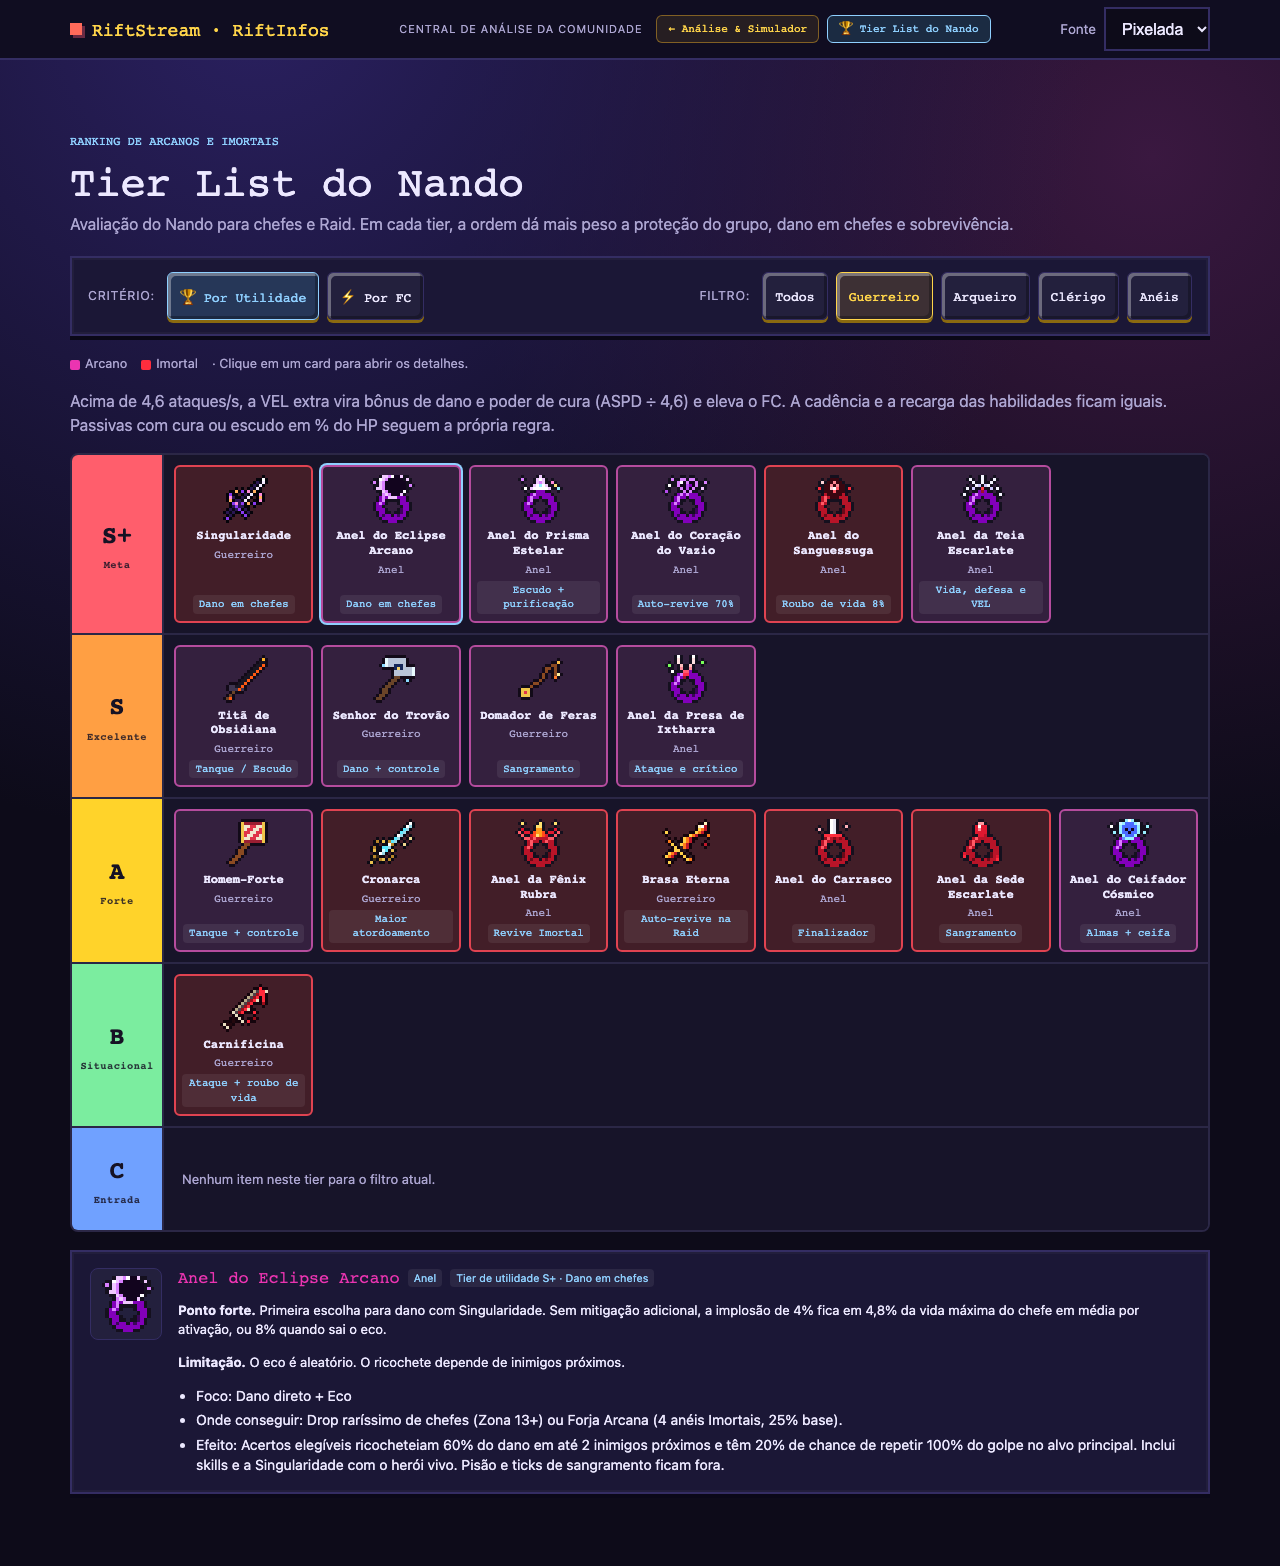 RiftStream • RiftInfos
CENTRAL DE ANÁLISE DA COMUNIDADE
← Análise & Simulador
🏆 Tier List do Nando
Fonte
Pixelada
RANKING DE ARCANOS E IMORTAIS
Tier List do Nando
Avaliação do Nando para chefes e Raid. Em cada tier, a ordem dá mais peso a proteção do grupo, dano em chefes e sobrevivência.
CRITÉRIO:
🏆 Por Utilidade
⚡ Por FC
FILTRO:
Todos
Guerreiro
Arqueiro
Clérigo
Anéis
Arcano
Imortal
· Clique em um card para abrir os detalhes.
Acima de 4,6 ataques/s, a VEL extra vira bônus de dano e poder de cura (ASPD ÷ 4,6) e eleva o FC. A cadência e a recarga das habilidades ficam iguais.
Passivas com cura ou escudo em % do HP seguem a própria regra.
S+
Meta
Singularidade
Guerreiro
Dano em chefes
Anel do Eclipse
Arcano
Anel
Dano em chefes
Anel do Prisma
Estelar
Anel
Escudo +
purificação
Anel do Coração
do Vazio
Anel
Auto-revive 70%
Anel do
Sanguessuga
Anel
Roubo de vida 8%
Anel da Teia
Escarlate
Anel
Vida, defesa e
VEL
S
Excelente
Titã de
Obsidiana
Guerreiro
Tanque / Escudo
Senhor do Trovão
Guerreiro
Dano + controle
Domador de Feras
Guerreiro
Sangramento
Anel da Presa de
Ixtharra
Anel
Ataque e crítico
A
Forte
Homem-Forte
Guerreiro
Tanque + controle
Cronarca
Guerreiro
Maior
atordoamento
Anel da Fênix
Rubra
Anel
Revive Imortal
Brasa Eterna
Guerreiro
Auto-revive na
Raid
Anel do Carrasco
Anel
Finalizador
Anel da Sede
Escarlate
Anel
Sangramento
Anel do Ceifador
Cósmico
Anel
Almas + ceifa
B
Situacional
Carnificina
Guerreiro
Ataque + roubo de
vida
C
Entrada
Nenhum item neste tier para o filtro atual.
Anel do Eclipse Arcano
Anel
Tier de utilidade S+ · Dano em chefes
Ponto forte. Primeira escolha para dano com Singularidade. Sem mitigação adicional, a implosão de 4% fica em 4,8% da vida máxima do chefe em média por
ativação, ou 8% quando sai o eco.
Limitação. O eco é aleatório. O ricochete depende de inimigos próximos.
• Foco: Dano direto + Eco
• Onde conseguir: Drop raríssimo de chefes (Zona 13+) ou Forja Arcana (4 anéis Imortais, 25% base).
• Efeito: Acertos elegíveis ricocheteiam 60% do dano em até 2 inimigos próximos e têm 20% de chance de repetir 100% do golpe no alvo principal. Inclui
skills e a Singularidade com o herói vivo. Pisão e ticks de sangramento ficam fora.